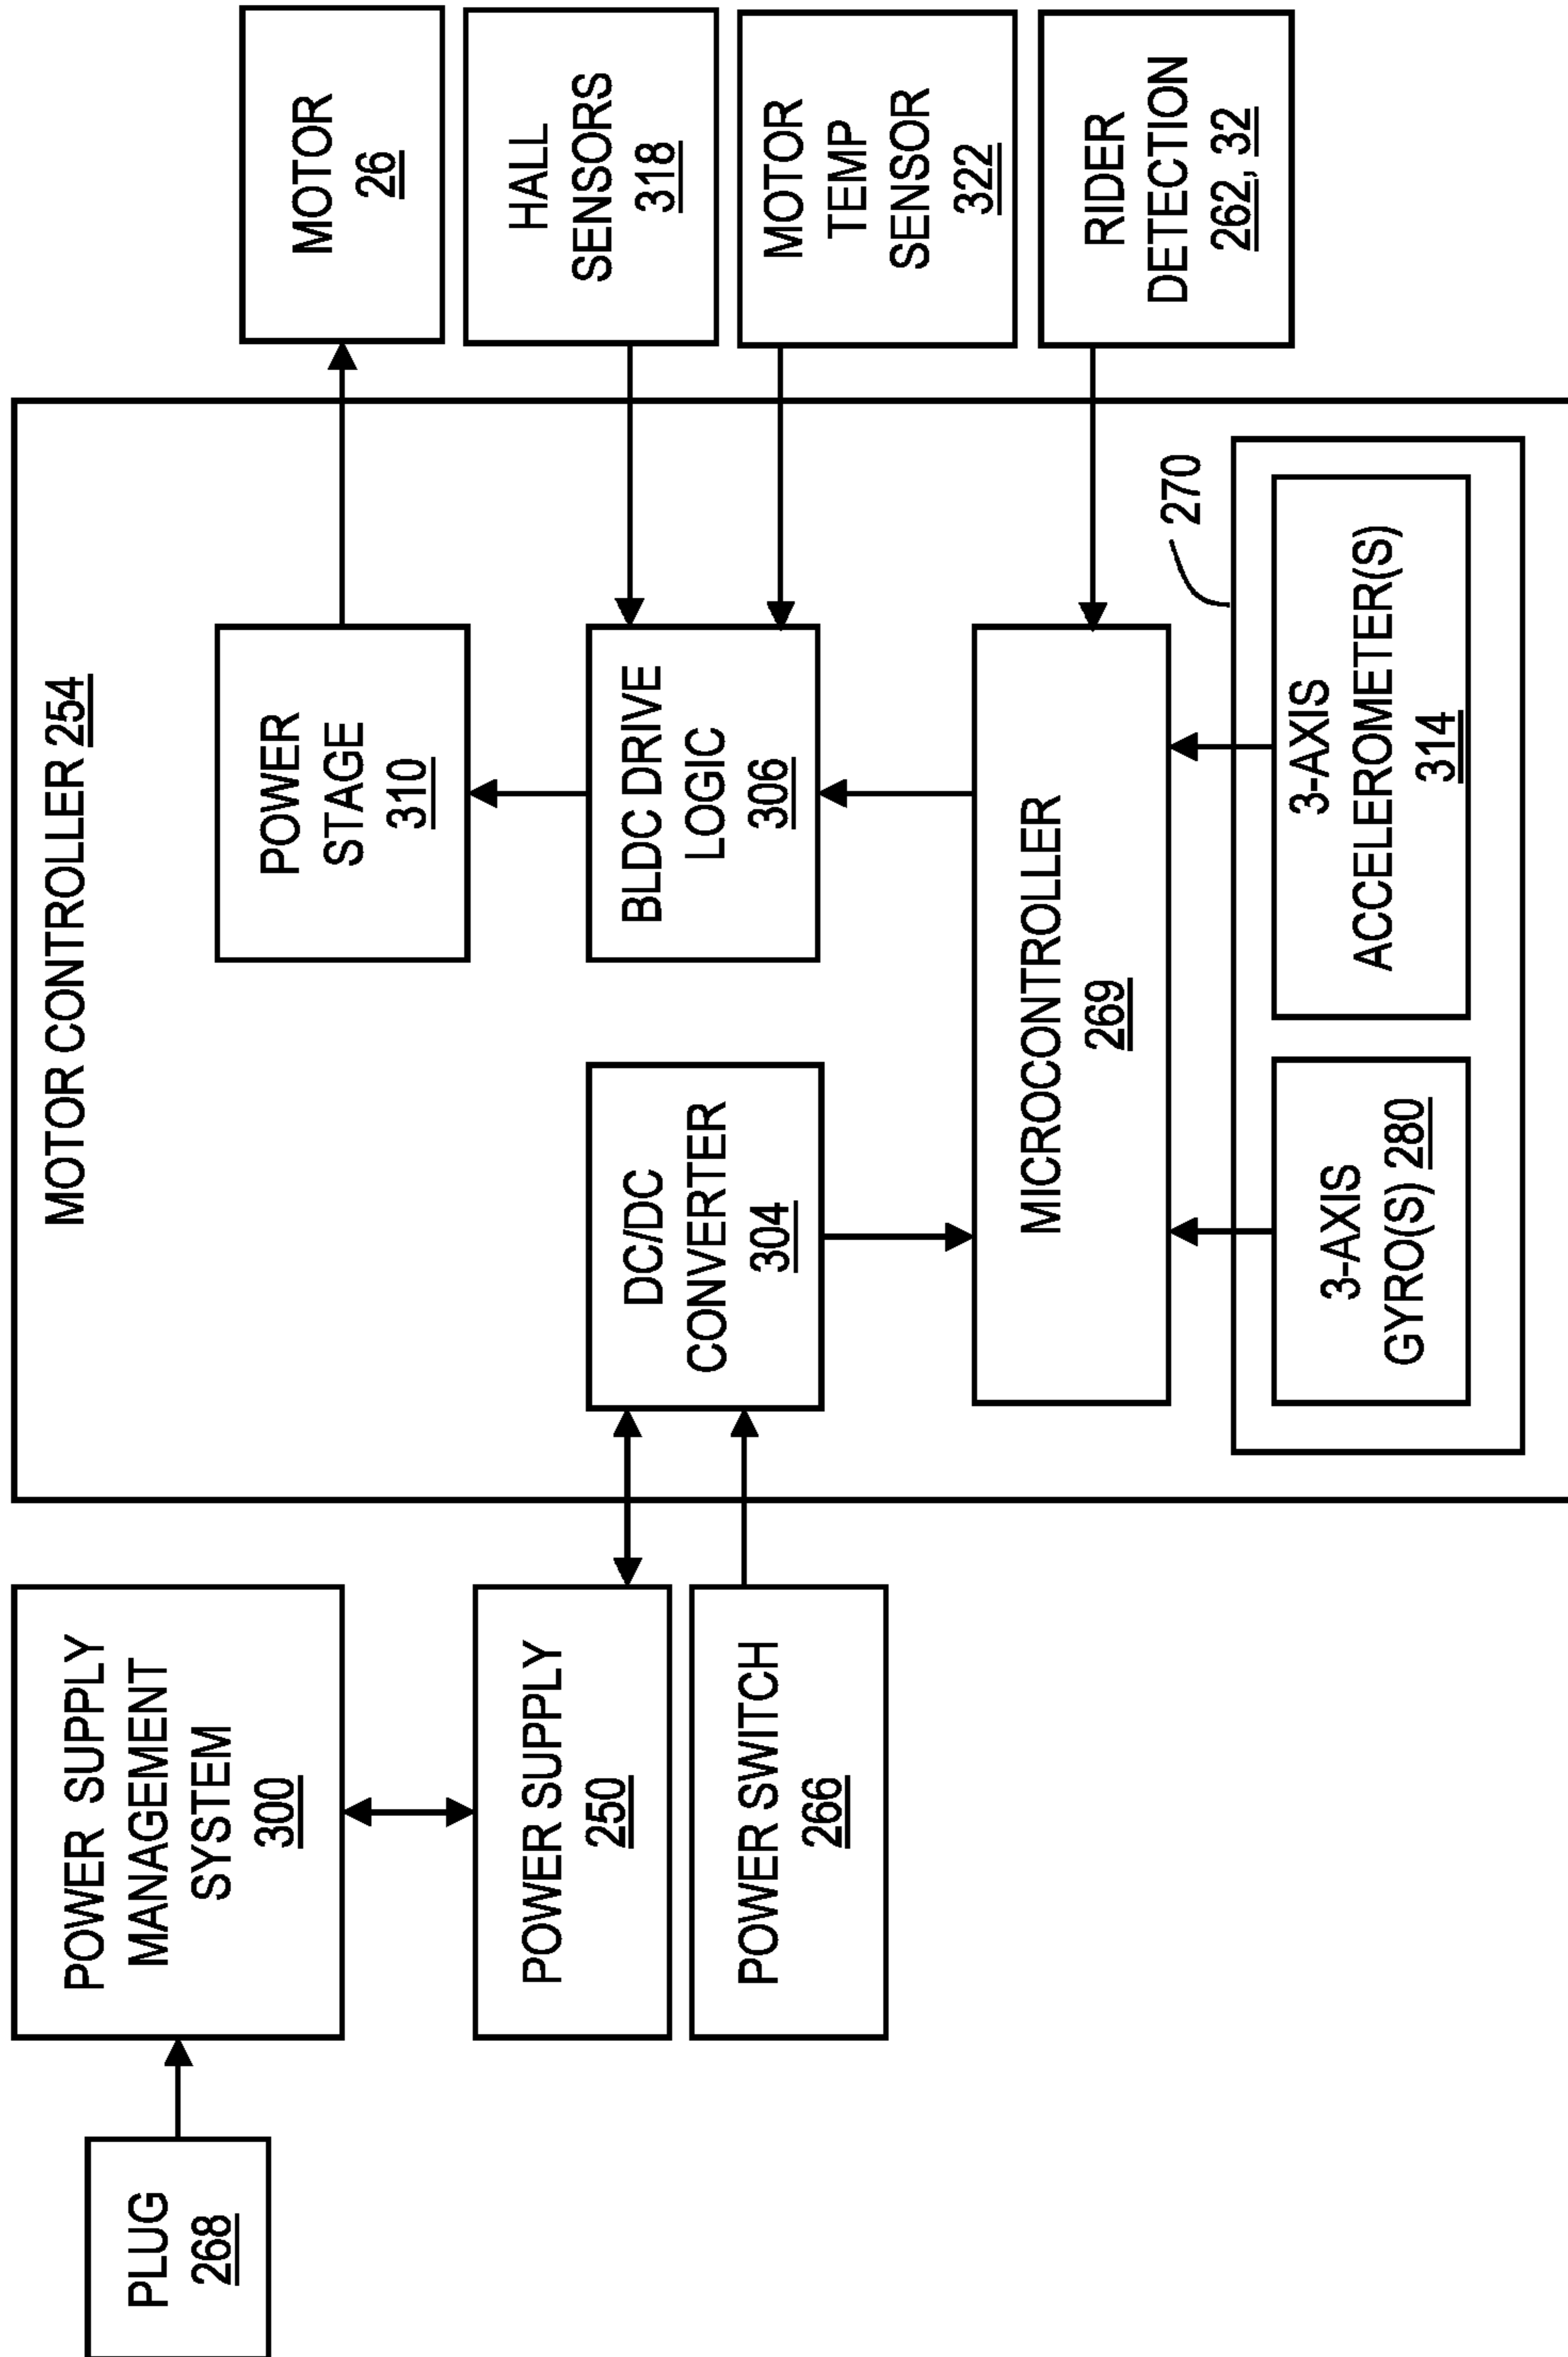 PLUG
268
POWER SUPPLY
MANAGEMENT
SYSTEM
300
POWER SUPPLY
250
POWER SWITCH
266
MOTOR CONTROLLER 254
DC/DC
CONVERTER
304
POWER
STAGE
310
BLDC DRIVE
LOGIC
306
MICROCONTROLLER
269
270
3-AXIS
GYRO(S) 280
3-AXIS
ACCELEROMETER(S)
314
MOTOR
26
HALL
SENSORS
318
MOTOR
TEMP
SENSOR
322
RIDER
DETECTION
262, 32